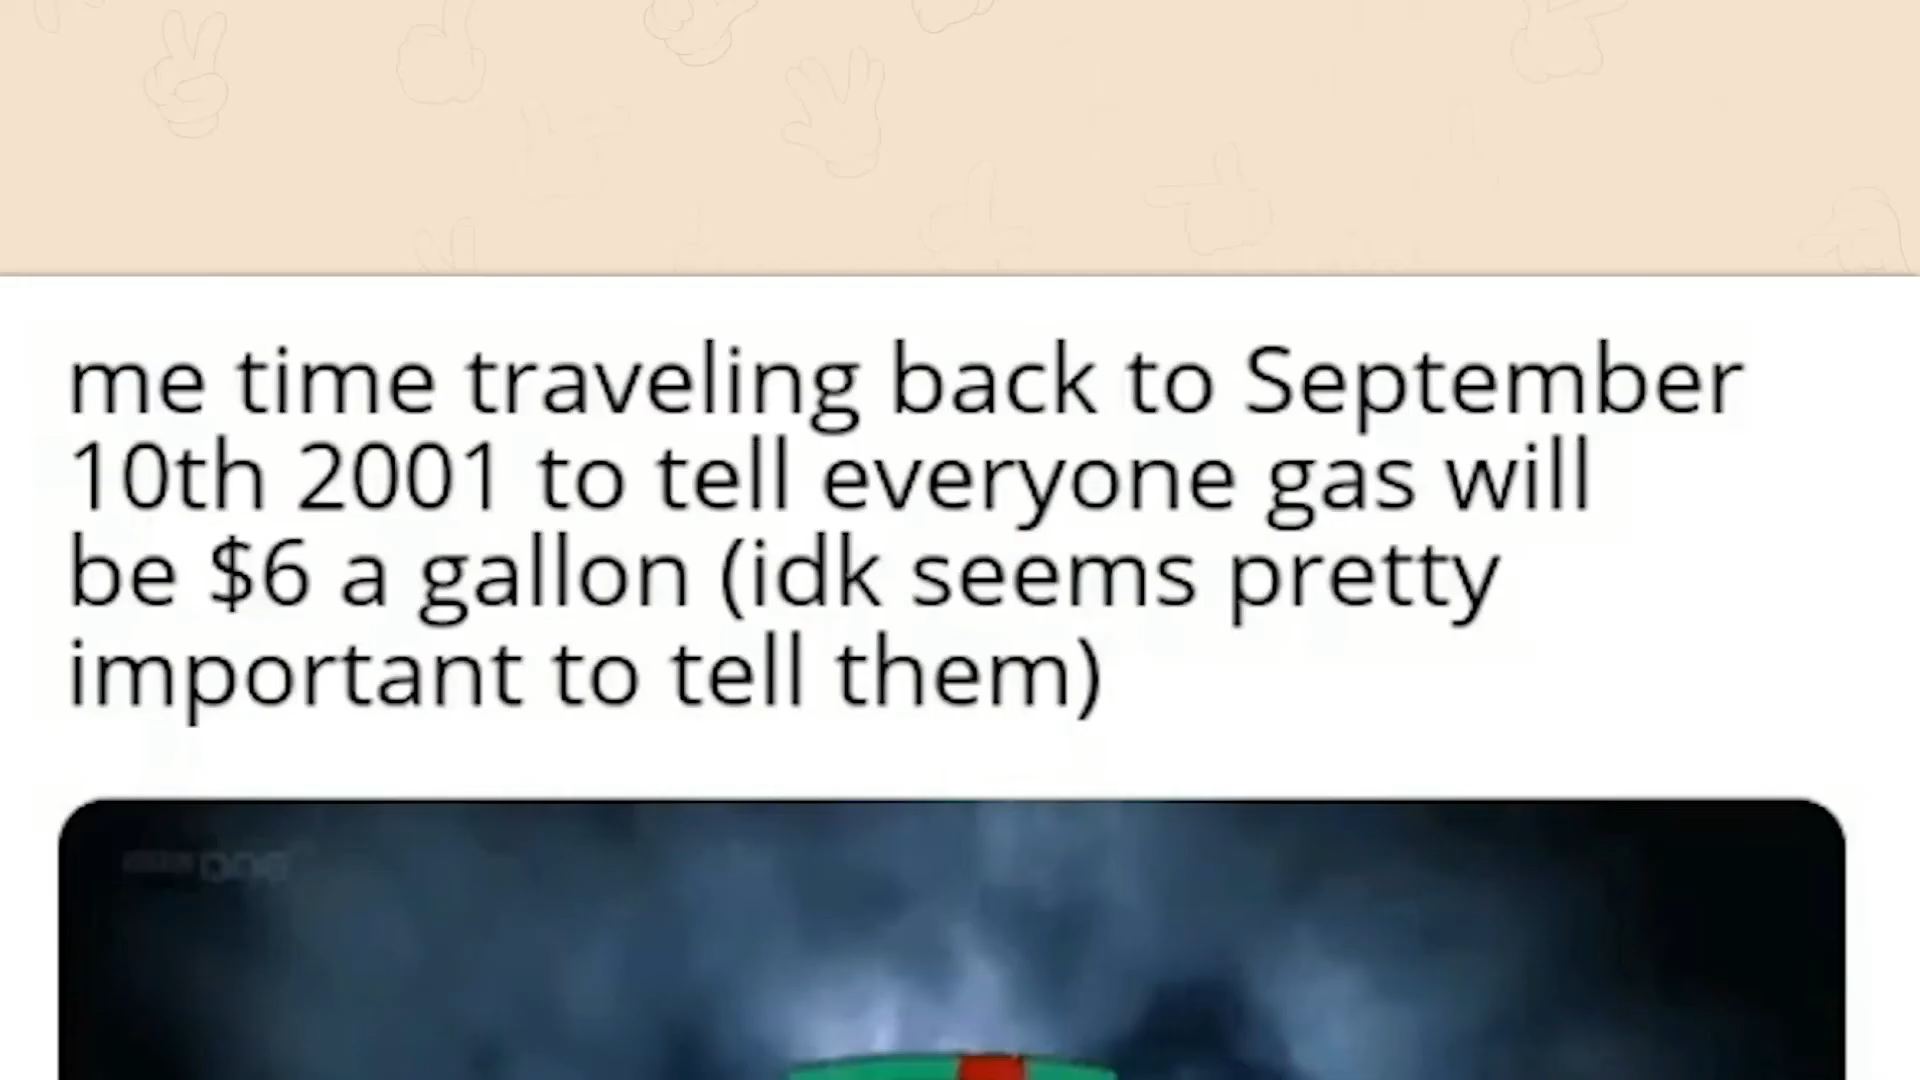 me time traveling back to September
10th 2001 to tell everyone gas will
be $6 a gallon (idk seems pretty
important to tell them)